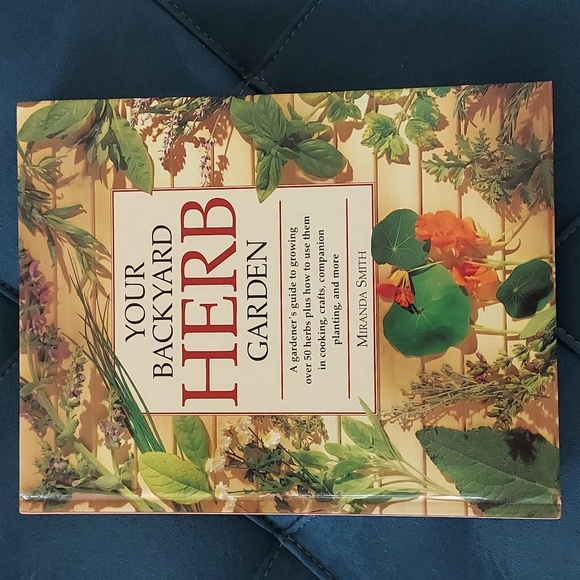 YOUR
BACKYARD
HERB
GARDEN
A gardener's guide to growing
over 50 herbs plus how to use them
in cooking, crafts, companion
planting, and more
MIRANDA SMITH